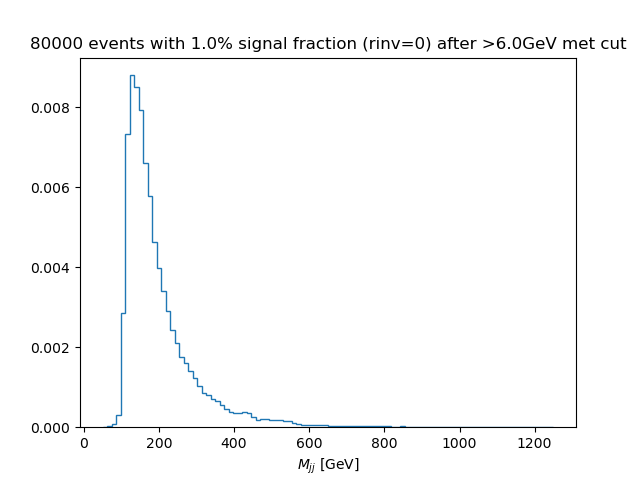 80000 events with 1.0% signal fraction (rinv=0) after >6.0GeV met cut
0.008
0.006
0.004
0.002
0.000
0 200 400 600 800 1000 1200
M_{jj} [GeV]